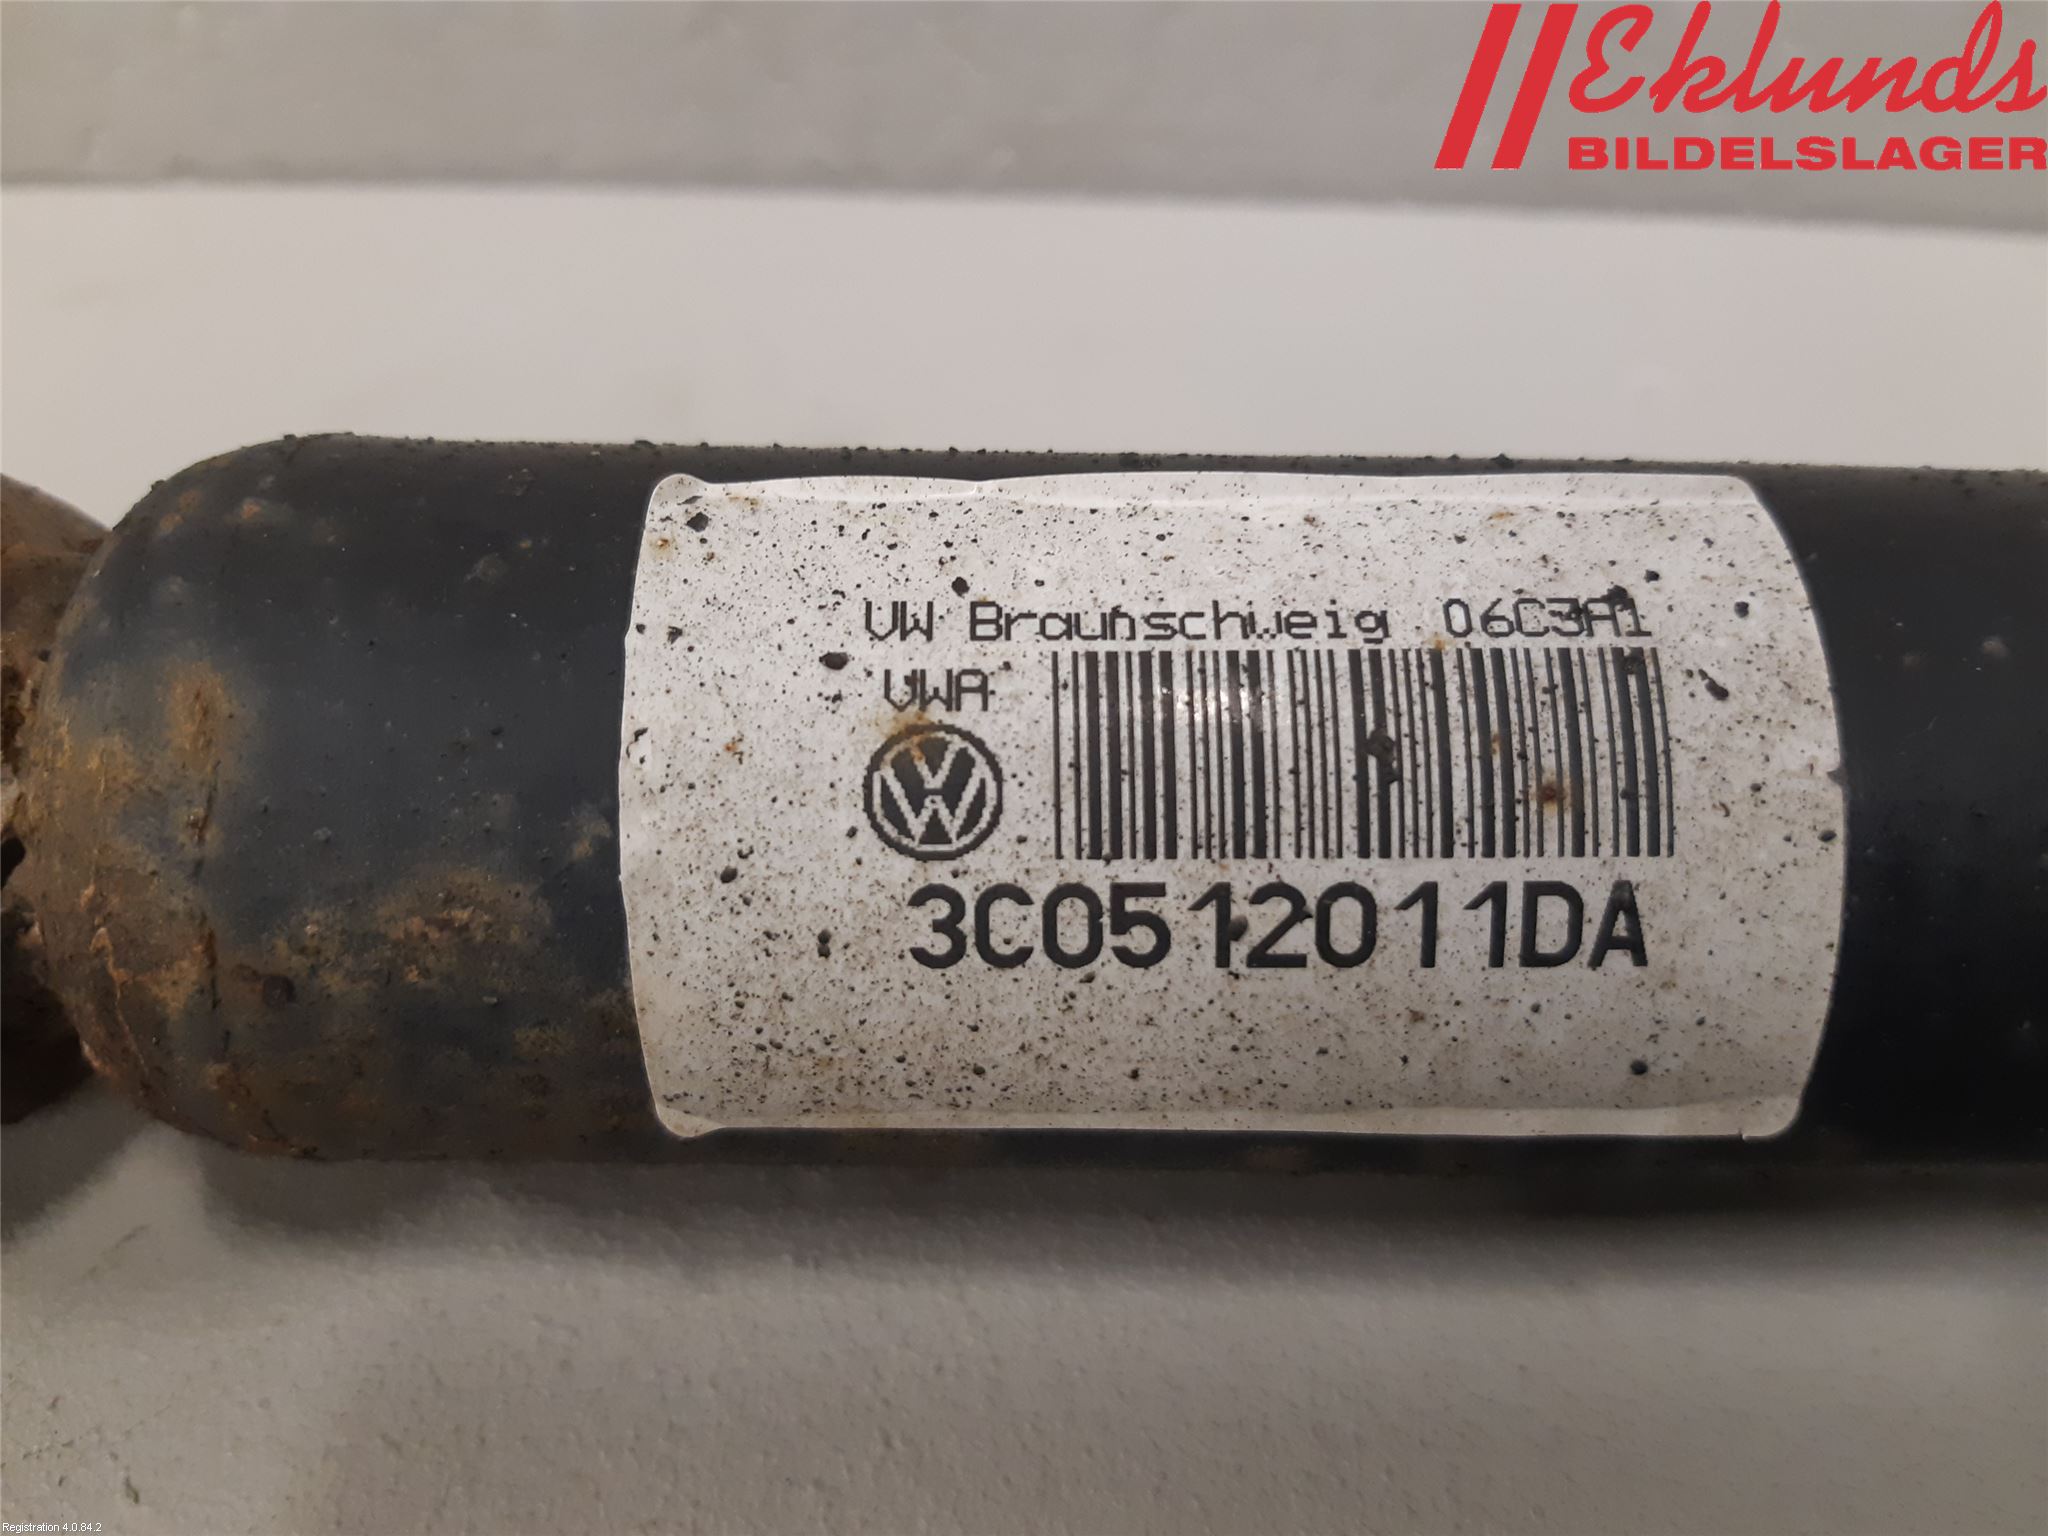 Eklunds
BILDELSLAGER
VW Braunschweig 06C3A1
VWA
3C0512011DA
Registration 4.0.84.2